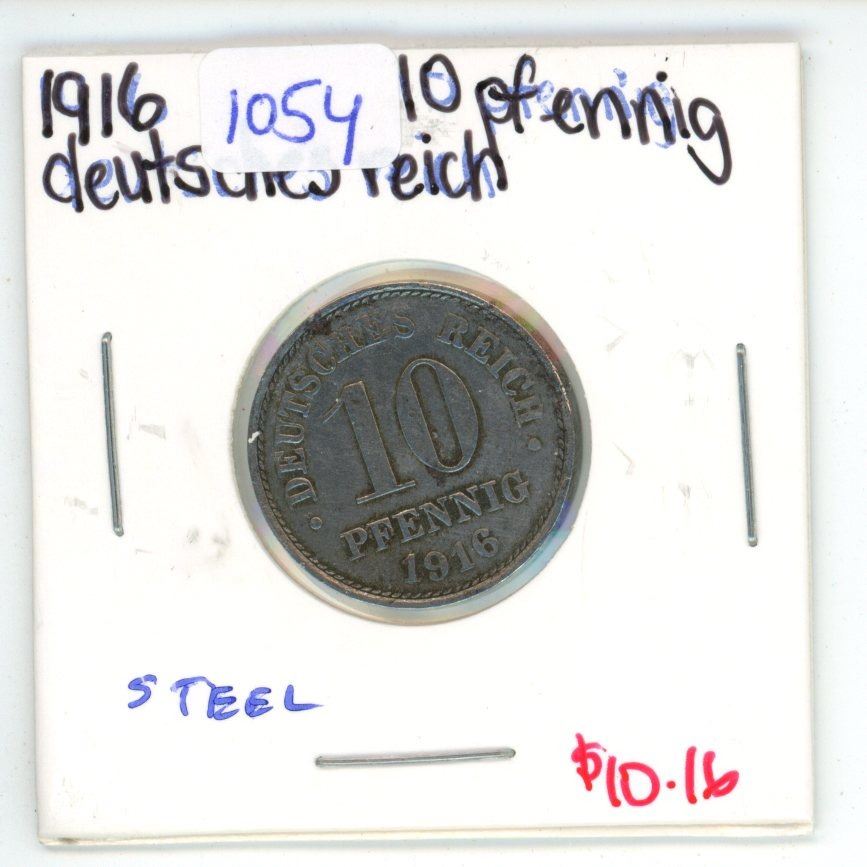 1916 10 pfennig
1054
deutsches reich
DEUTSCHES REICH
10
PFENNIG
1916
STEEL
$10.16